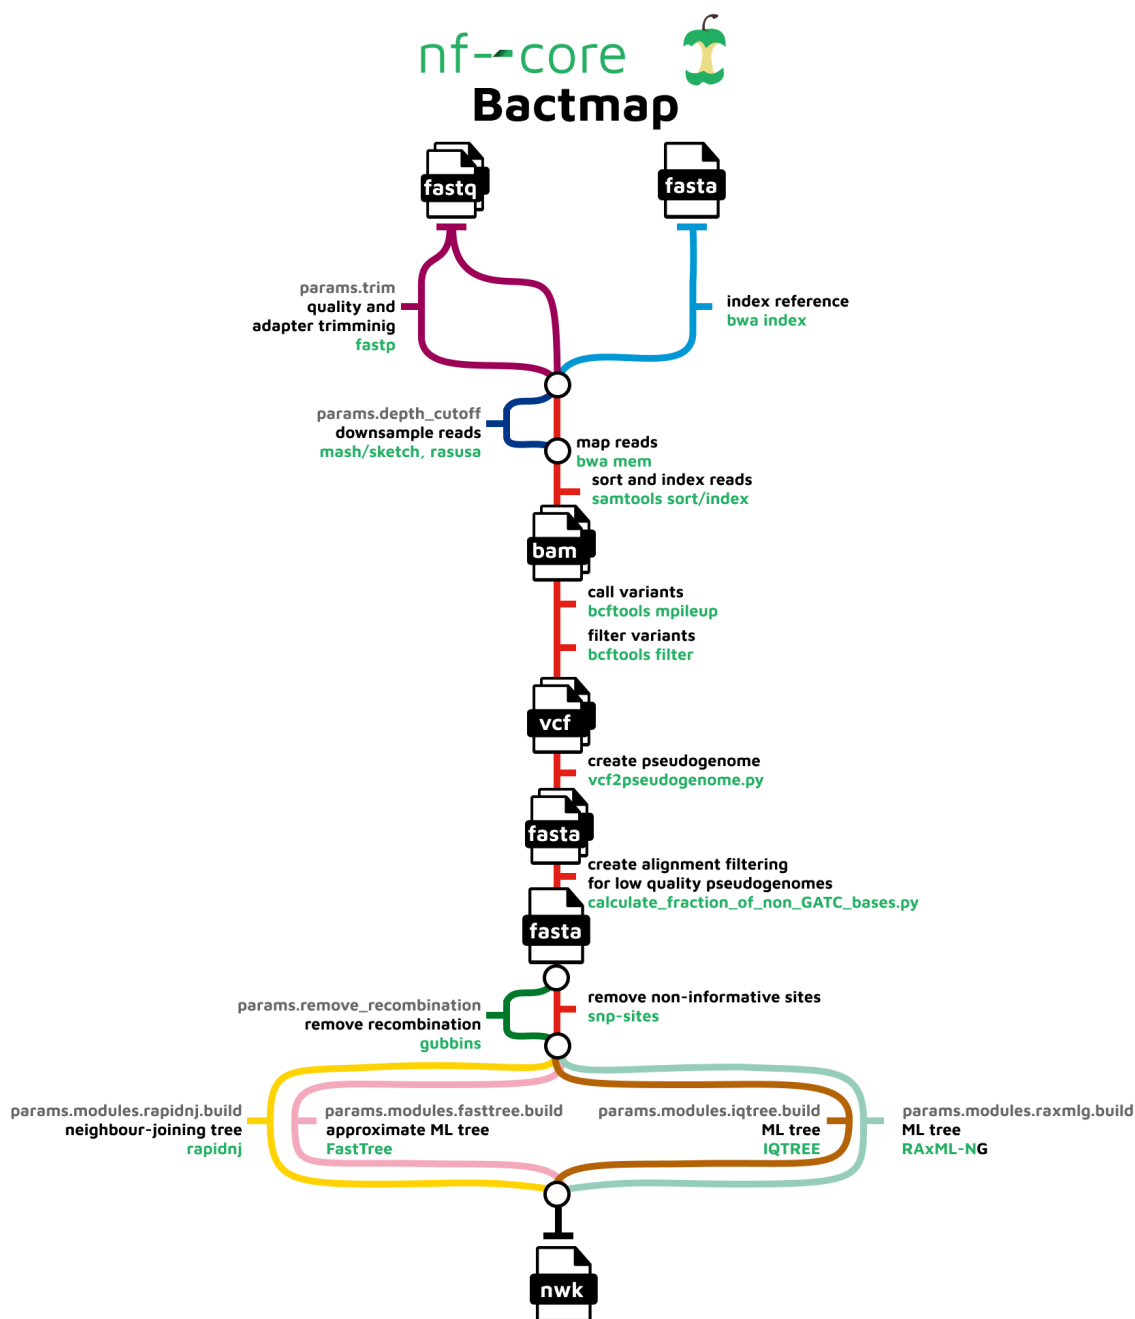 nf-core
Bactmap
fastq
fasta
params.trim
quality and
adapter trimminig
fastp
index reference
bwa index
params.depth_cutoff
downsample reads
mash/sketch, rasusa
map reads
bwa mem
sort and index reads
samtools sort/index
bam
call variants
bcftools mpileup
filter variants
bcftools filter
vcf
create pseudogenome
vcf2pseudogenome.py
fasta
create alignment filtering
for low quality pseudogenomes
calculate_fraction_of_non_GATC_bases.py
fasta
params.remove_recombination
remove recombination
gubbins
remove non-informative sites
snp-sites
params.modules.rapidnj.build
neighbour-joining tree
rapidnj
params.modules.fasttree.build
approximate ML tree
FastTree
params.modules.iqtree.build
ML tree
IQTREE
params.modules.raxmlg.build
ML tree
RAxML-NG
nwk